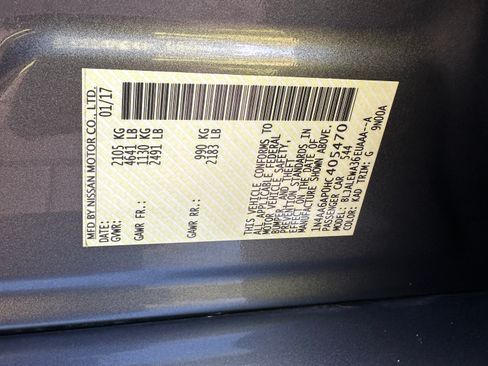 MFD BY NISSAN MOTOR CO., LTD.
DATE: 01/17
GVWR: 2105 KG
4641 LB
GAWR FR: 1130 KG
2491 LB
GAWR RR: 990 KG
2183 LB
THIS VEHICLE CONFORMS TO
ALL APPLICABLE FEDERAL
MOTOR VEHICLE SAFETY,
BUMPER, AND THEFT
PREVENTION STANDARDS IN
EFFECT ON THE DATE OF
MANUFACTURE SHOWN ABOVE.
1N4AA6AP0HC405470
PASSENGER CAR 544
MODEL: BIJALEWA36EUAAA--A
COLOR: KAD TRIM: G 9N00A